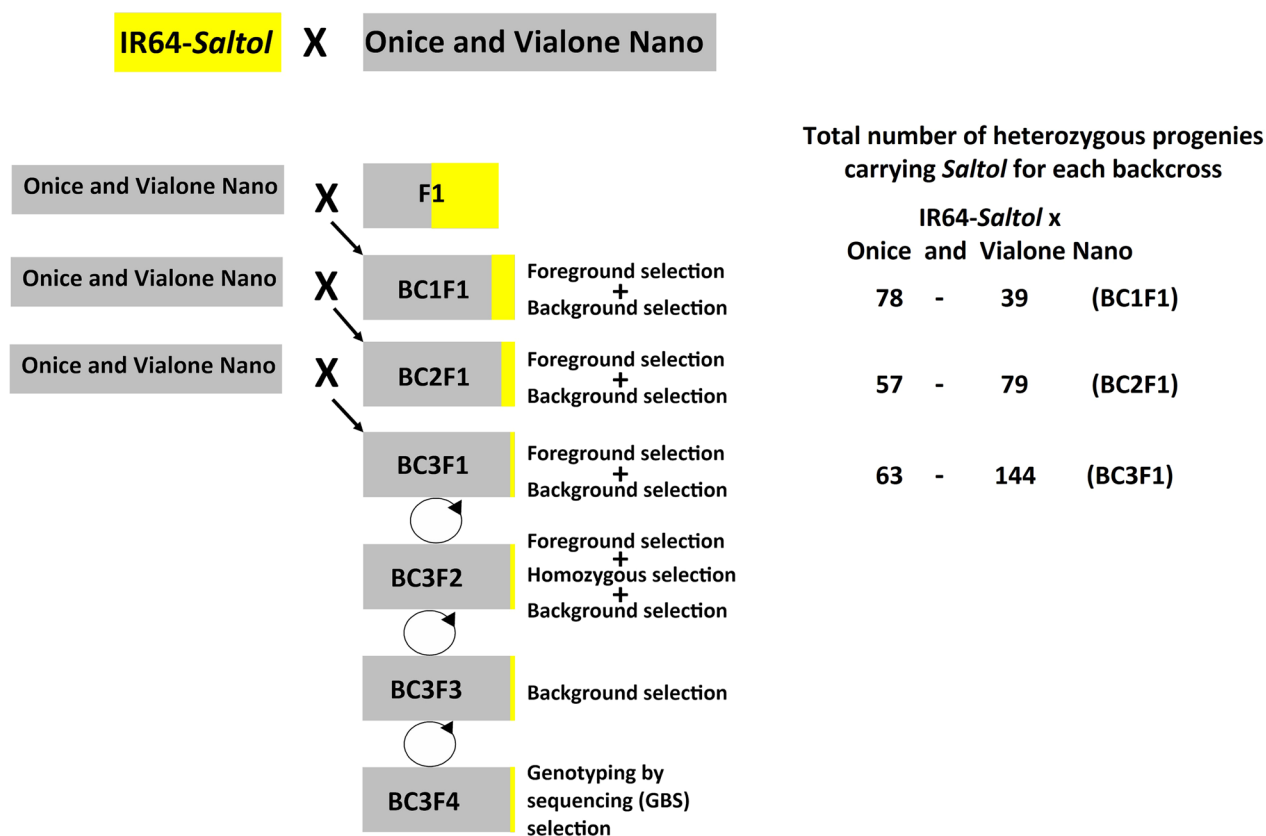 IR64-Saltol X Onice and Vialone Nano
Onice and Vialone Nano X F1
Onice and Vialone Nano X BC1F1
Foreground selection
+
Background selection
Onice and Vialone Nano X BC2F1
Foreground selection
+
Background selection
BC3F1
Foreground selection
+
Background selection
BC3F2
Foreground selection
+
Homozygous selection
+
Background selection
BC3F3
Background selection
BC3F4
Genotyping by
sequencing (GBS)
selection
Total number of heterozygous progenies
carrying Saltol for each backcross
IR64-Saltol x
Onice and Vialone Nano
78 - 39 (BC1F1)
57 - 79 (BC2F1)
63 - 144 (BC3F1)